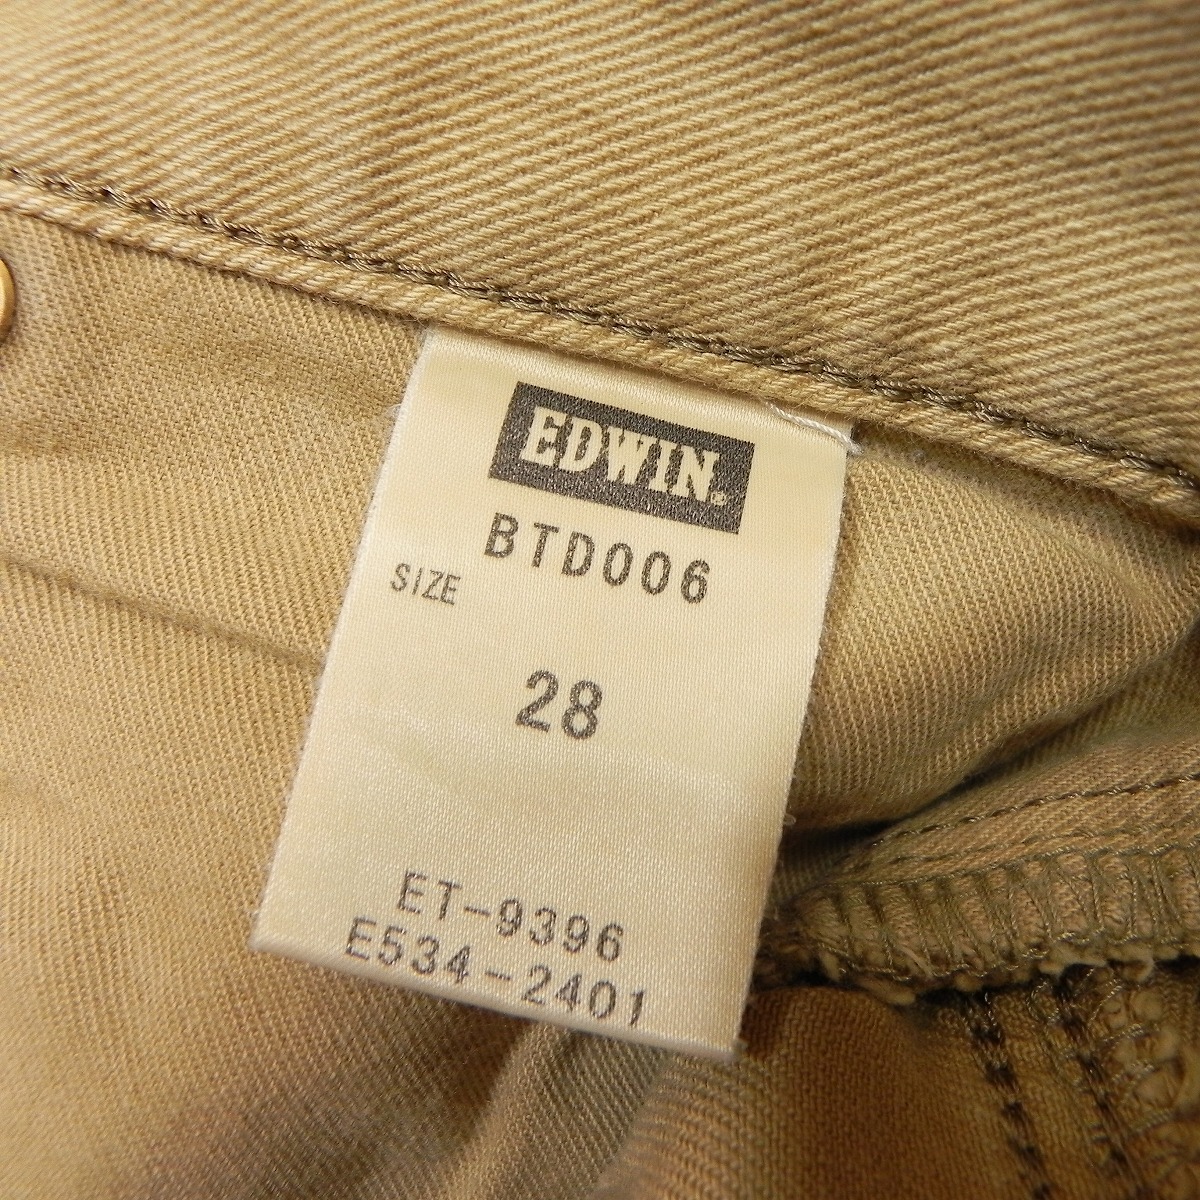 EDWIN.
BTD006
SIZE
28
ET-9396
E534-2401